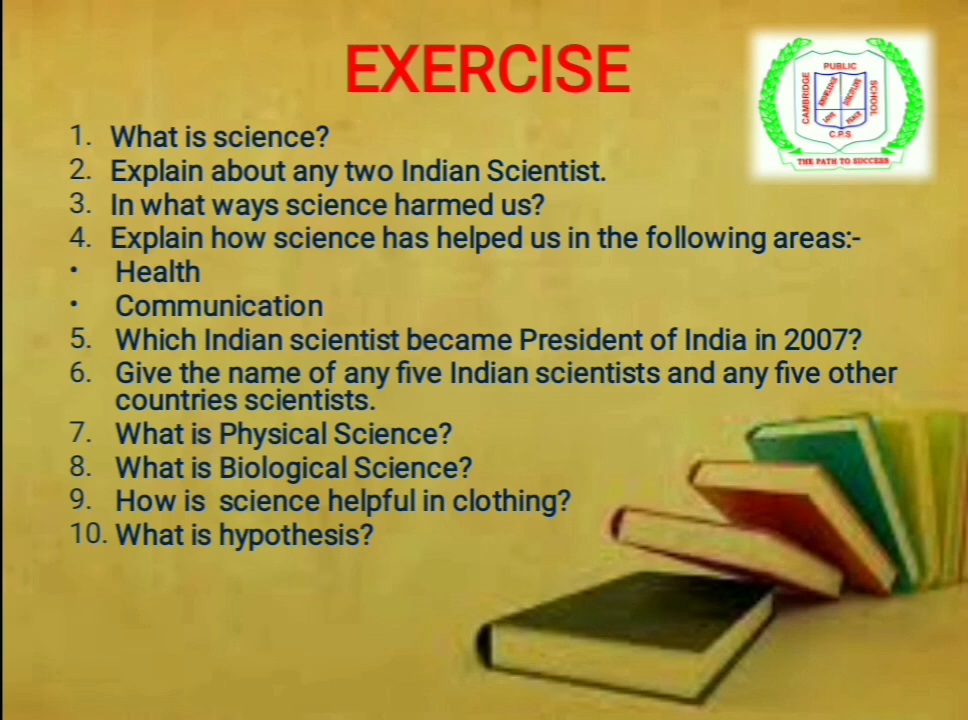 EXERCISE
PUBLIC
CAMBRIDGE
SCHOOL
KNOWLEDGE
DISCIPLINE
LOVE
PEACE
C.P.S
THE PATH TO SUCCESS
1. What is science?
2. Explain about any two Indian Scientist.
3. In what ways science harmed us?
4. Explain how science has helped us in the following areas:-
• Health
• Communication
5. Which Indian scientist became President of India in 2007?
6. Give the name of any five Indian scientists and any five other
countries scientists.
7. What is Physical Science?
8. What is Biological Science?
9. How is  science helpful in clothing?
10. What is hypothesis?